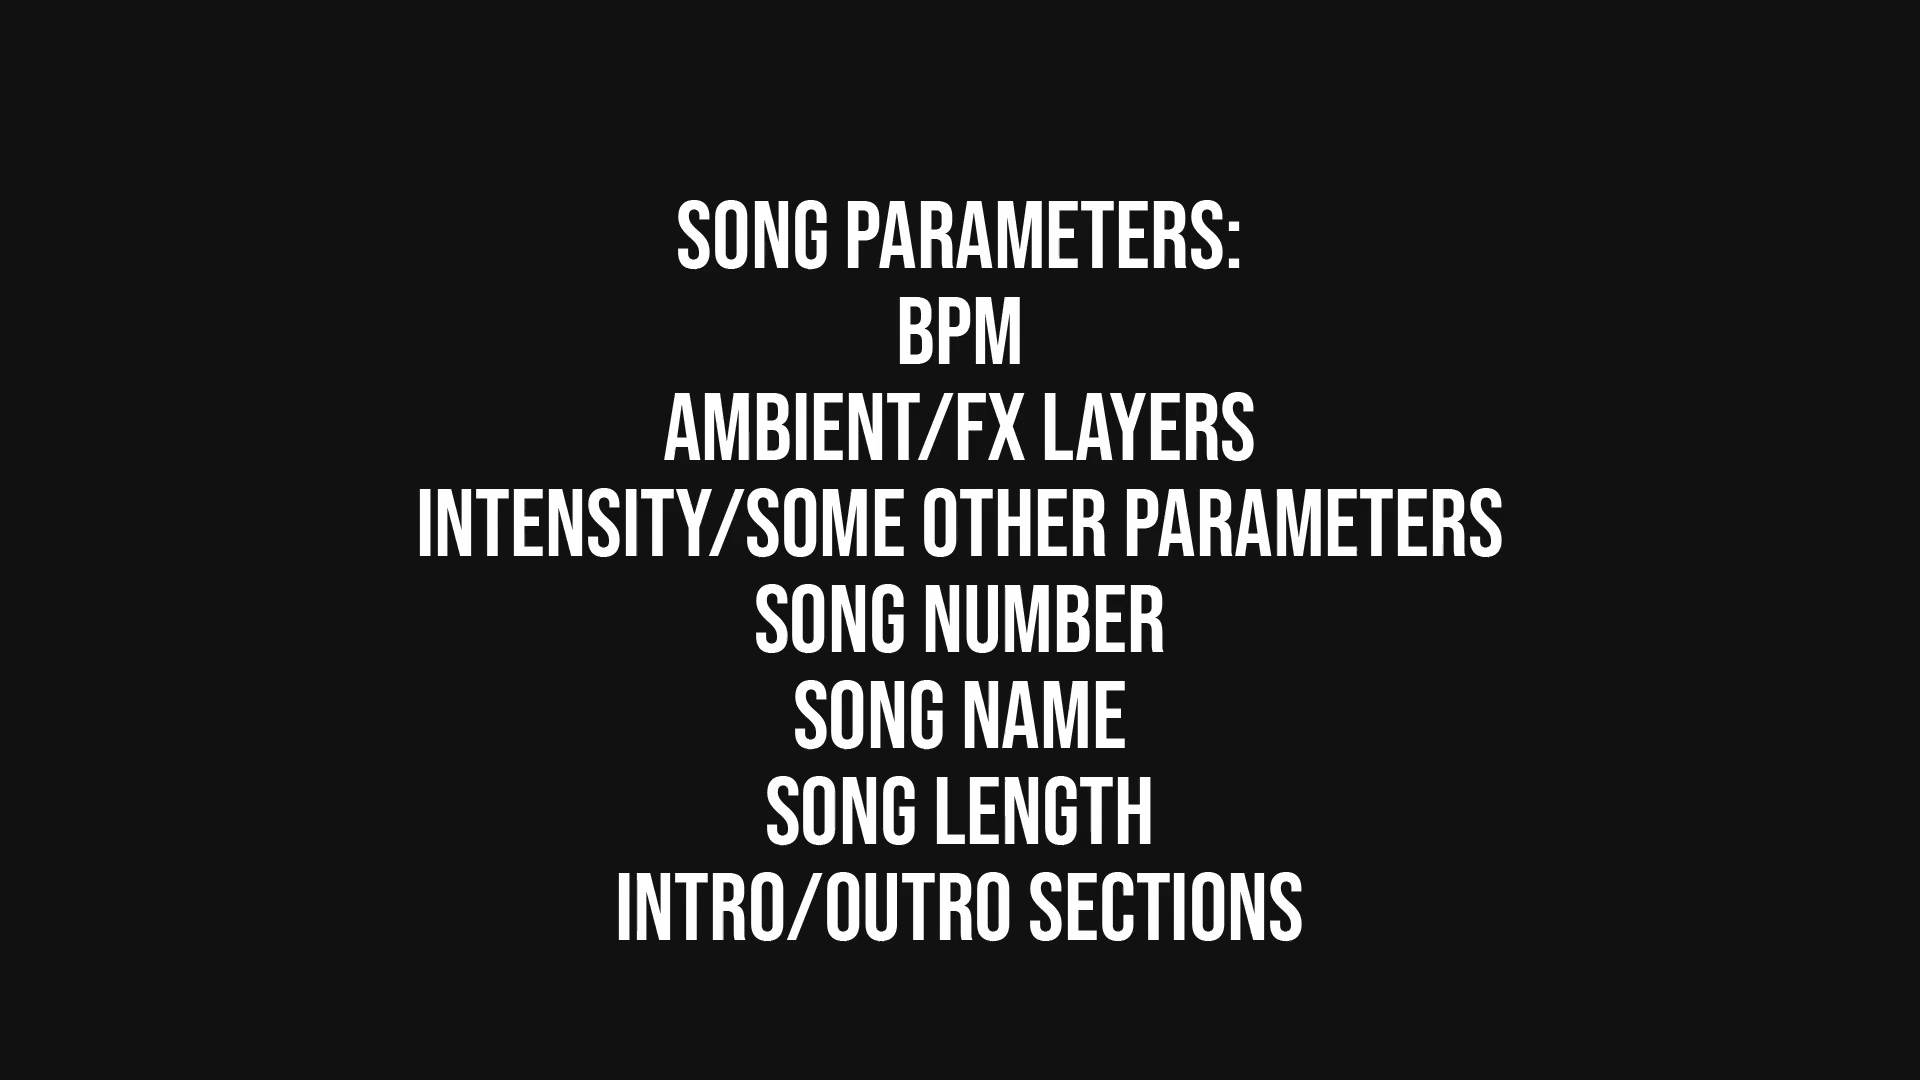 SONG PARAMETERS:
BPM
AMBIENT/FX LAYERS
INTENSITY/SOME OTHER PARAMETERS
SONG NUMBER
SONG NAME
SONG LENGTH
INTRO/OUTRO SECTIONS